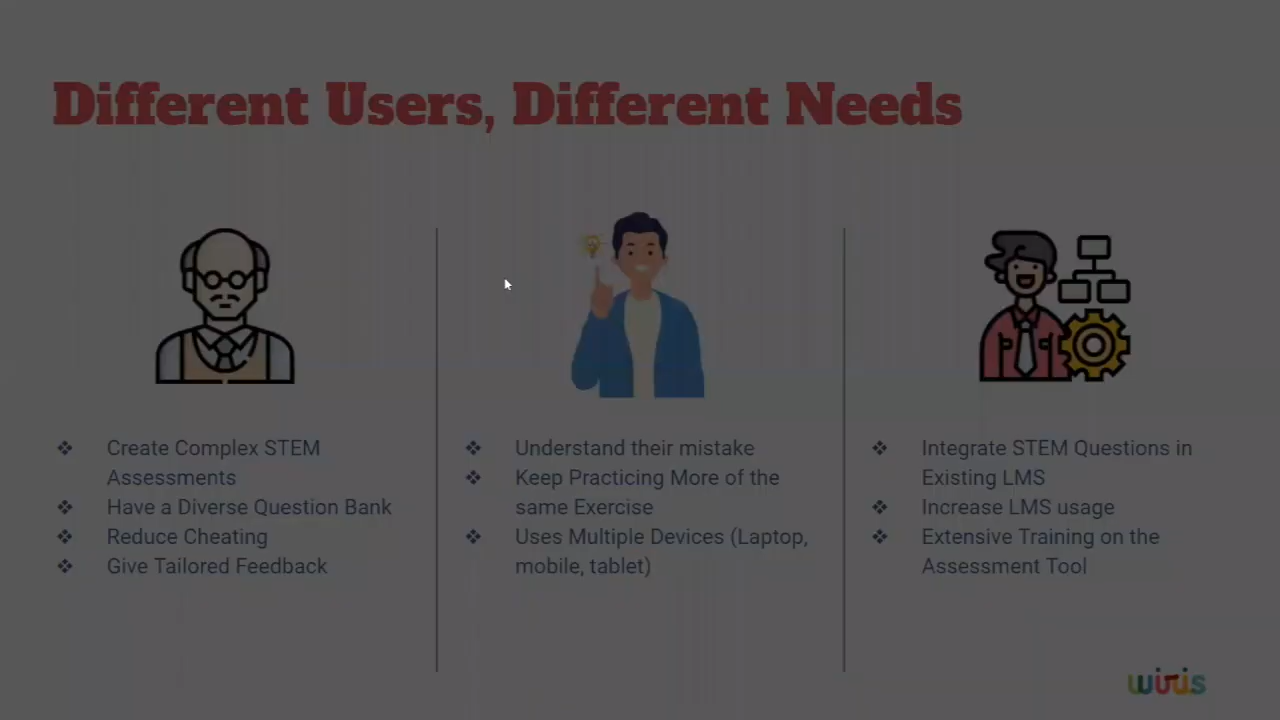 Different Users, Different Needs
❖ Create Complex STEM
Assessments
❖ Have a Diverse Question Bank
❖ Reduce Cheating
❖ Give Tailored Feedback
❖ Understand their mistake
❖ Keep Practicing More of the
same Exercise
❖ Uses Multiple Devices (Laptop,
mobile, tablet)
❖ Integrate STEM Questions in
Existing LMS
❖ Increase LMS usage
❖ Extensive Training on the
Assessment Tool
wiris